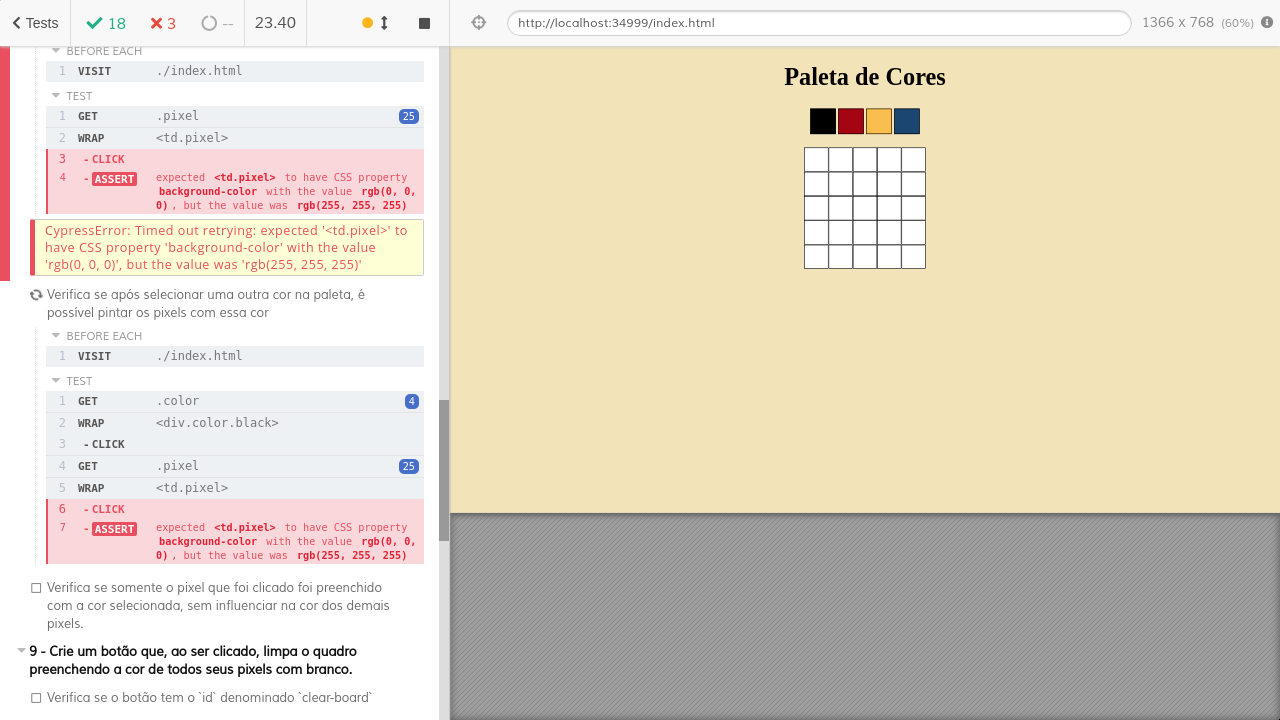 Tests 18 3 -- 23.40
http://localhost:34999/index.html 1366 x 768 (60%)
BEFORE EACH
1 VISIT ./index.html
TEST
1 GET .pixel 25
2 WRAP <td.pixel>
3 -CLICK
4 -ASSERT expected <td.pixel> to have CSS property
background-color with the value rgb(0, 0,
0), but the value was rgb(255, 255, 255)
CypressError: Timed out retrying: expected '<td.pixel>' to
have CSS property 'background-color' with the value
'rgb(0, 0, 0)', but the value was 'rgb(255, 255, 255)'
Verifica se após selecionar uma outra cor na paleta, é
possível pintar os pixels com essa cor
BEFORE EACH
1 VISIT ./index.html
TEST
1 GET .color 4
2 WRAP <div.color.black>
3 -CLICK
4 GET .pixel 25
5 WRAP <td.pixel>
6 -CLICK
7 -ASSERT expected <td.pixel> to have CSS property
background-color with the value rgb(0, 0,
0), but the value was rgb(255, 255, 255)
Verifica se somente o pixel que foi clicado foi preenchido
com a cor selecionada, sem influenciar na cor dos demais
pixels.
9 - Crie um botão que, ao ser clicado, limpa o quadro
preenchendo a cor de todos seus pixels com branco.
Verifica se o botão tem o `id` denominado `clear-board`
Paleta de Cores